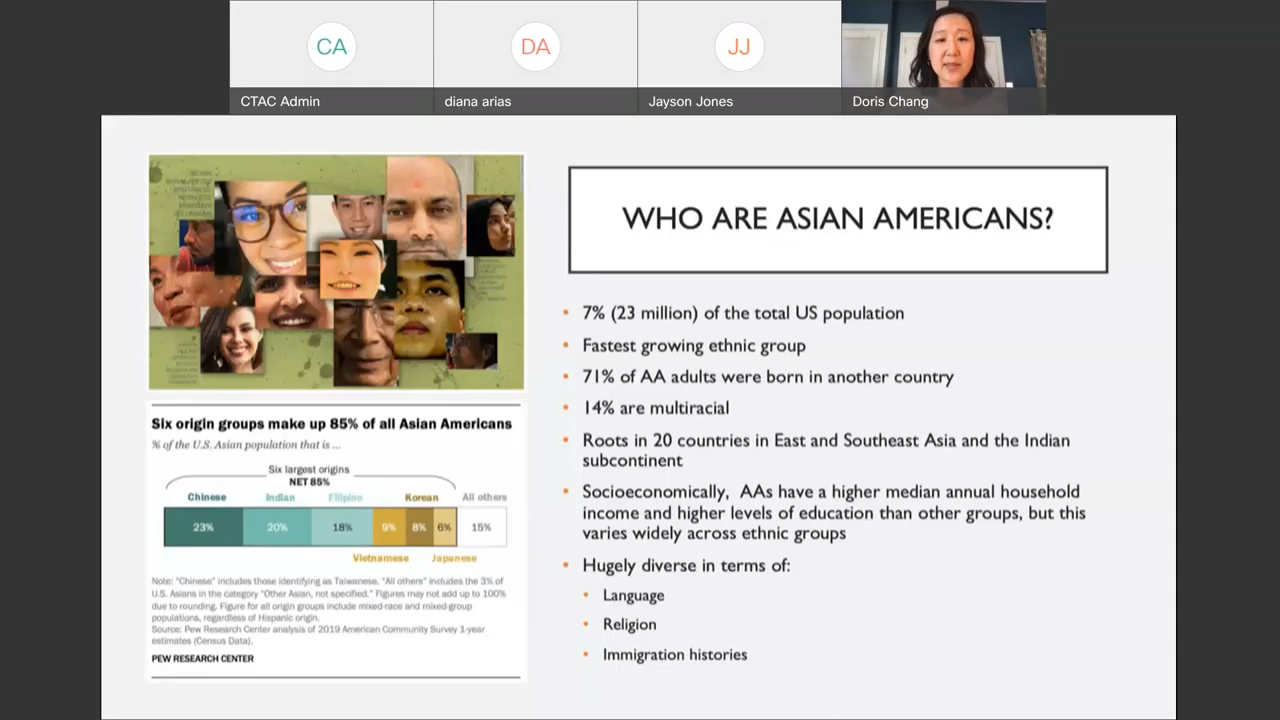 CA
DA
JJ
CTAC Admin
diana arias
Jayson Jones
Doris Chang
WHO ARE ASIAN AMERICANS?
• 7% (23 million) of the total US population
• Fastest growing ethnic group
• 71% of AA adults were born in another country
• 14% are multiracial
• Roots in 20 countries in East and Southeast Asia and the Indian
subcontinent
• Socioeconomically, AAs have a higher median annual household
income and higher levels of education than other groups, but this
varies widely across ethnic groups
• Hugely diverse in terms of:
• Language
• Religion
• Immigration histories
Six origin groups make up 85% of all Asian Americans
% of the U.S. Asian population that is ...
Six largest origins
NET 85%
Chinese Indian Filipino Korean All others
23% 20% 18% 9% 8% 6% 15%
Vietnamese Japanese
Note: "Chinese" includes those identifying as Taiwanese. "All others" includes the 3% of
U.S. Asians in the category "Other Asian, not specified." Figures may not add up to 100%
due to rounding. Figure for all origin groups include mixed-race and mixed-group
populations, regardless of Hispanic origin.
Source: Pew Research Center analysis of 2019 American Community Survey 1-year
estimates (Census Data).
PEW RESEARCH CENTER